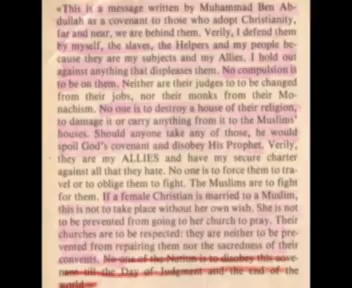 «This is a message written by Muhammad Ben Ab-
dullah as a covenant to those who adopt Christianity,
far and near, we are behind them. Verily, I defend them
by myself, the slaves, the Helpers and my people be-
cause they are my subjects and my Allies. I hold out
against anything that displeases them. No compulsion is
to be on them. Neither are their judges to to be changed
from their jobs, nor their monks from their Mo-
nachism. No one is to destroy a house of their religion,
to damage it or carry anything from it to the Muslims'
houses. Should anyone take any of those, he would
spoil God's covenant and disobey His Prophet. Verily,
they are my ALLIES and have my secure charter
against all that they hate. No one is to force them to tra-
vel or to oblige them to fight. The Muslims are to fight
for them. If a female Christian is married to a Muslim,
this is not to take place without her own wish. She is not
to be prevented from going to her church to pray. Their
churches are to be respected: they are neither to be pre-
vented from repairing them nor the sacredness of their
convents. No one of the Nation is to disobey this cove-
nant till the Day of Judgment and the end of the
world»